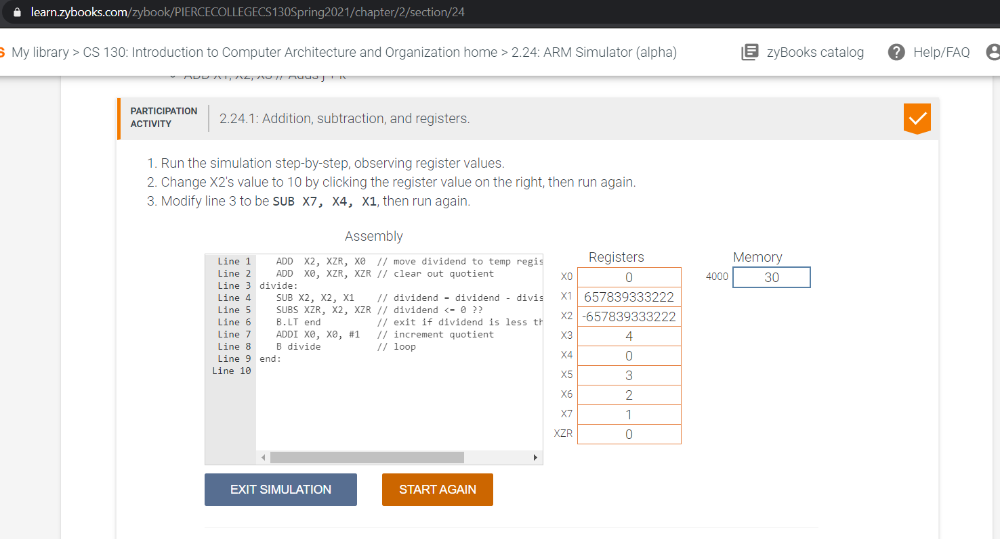 learn.zybooks.com/zybook/PIERCECOLLEGECS130Spring2021/chapter/2/section/24
My library > CS 130: Introduction to Computer Architecture and Organization home > 2.24: ARM Simulator (alpha)
zyBooks catalog
? Help/FAQ
PARTICIPATION
ACTIVITY
2.24.1: Addition, subtraction, and registers.
1. Run the simulation step-by-step, observing register values.
2. Change X2's value to 10 by clicking the register value on the right, then run again.
3. Modify line 3 to be SUB X7, X4, X1, then run again.
Assembly
Line 1 ADD X2, XZR, X0 // move dividend to temp regis
Line 2 ADD X0, XZR, XZR // clear out quotient
Line 3 divide:
Line 4 SUB X2, X2, X1 // dividend = dividend - divis
Line 5 SUBS XZR, X2, XZR // dividend <= 0 ??
Line 6 B.LT end // exit if dividend is less th
Line 7 ADDI X0, X0, #1 // increment quotient
Line 8 B divide // loop
Line 9 end:
Line 10
Registers
X0 0
X1 657839333222
X2 -657839333222
X3 4
X4 0
X5 3
X6 2
X7 1
XZR 0
Memory
4000 30
EXIT SIMULATION
START AGAIN